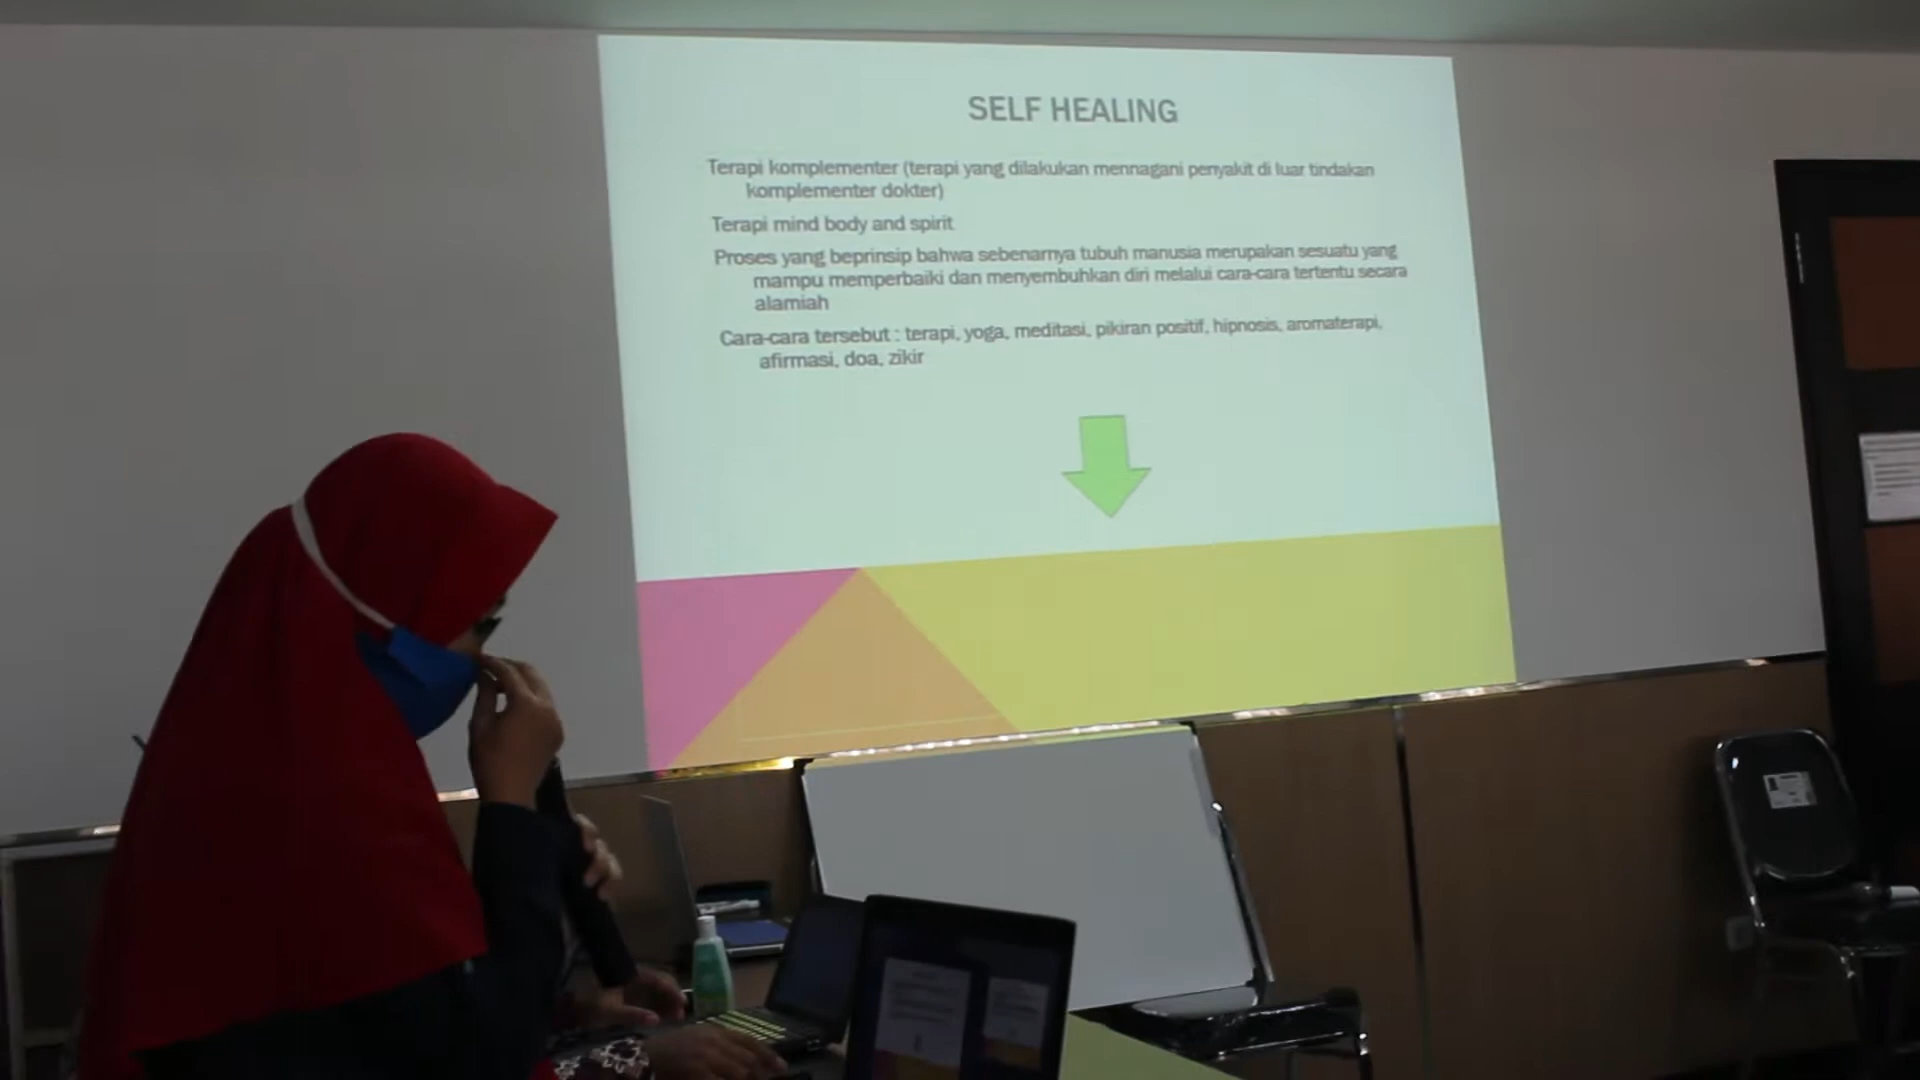 SELF HEALING
Terapi komplementer (terapi yang dilakukan mennagani penyakit di luar tindakan
komplementer dokter)
Terapi mind body and spirit
Proses yang beprinsip bahwa sebenarnya tubuh manusia merupakan sesuatu yang
mampu memperbaiki dan menyembuhkan diri melalui cara-cara tertentu secara
alamiah
Cara-cara tersebut : terapi, yoga, meditasi, pikiran positif, hipnosis, aromaterapi,
afirmasi, doa, zikir